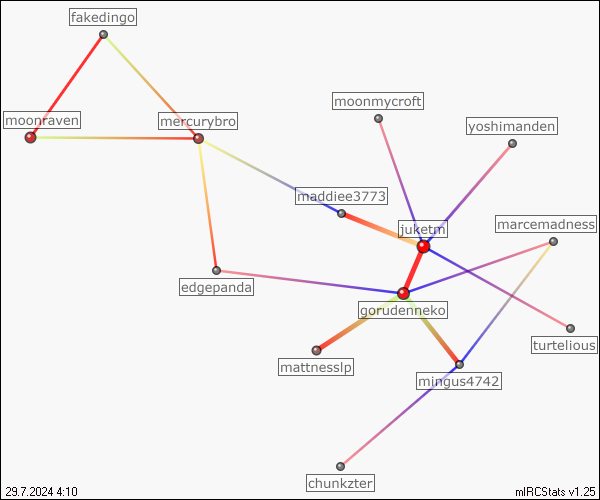 fakedingo
moonraven
mercurybro
moonmycroft
yoshimanden
maddiee3773
juketm
marcemadness
edgepanda
gorudenneko
turtelious
mattnesslp
mingus4742
chunkzter
29.7.2024 4:10
mIRCStats v1.25